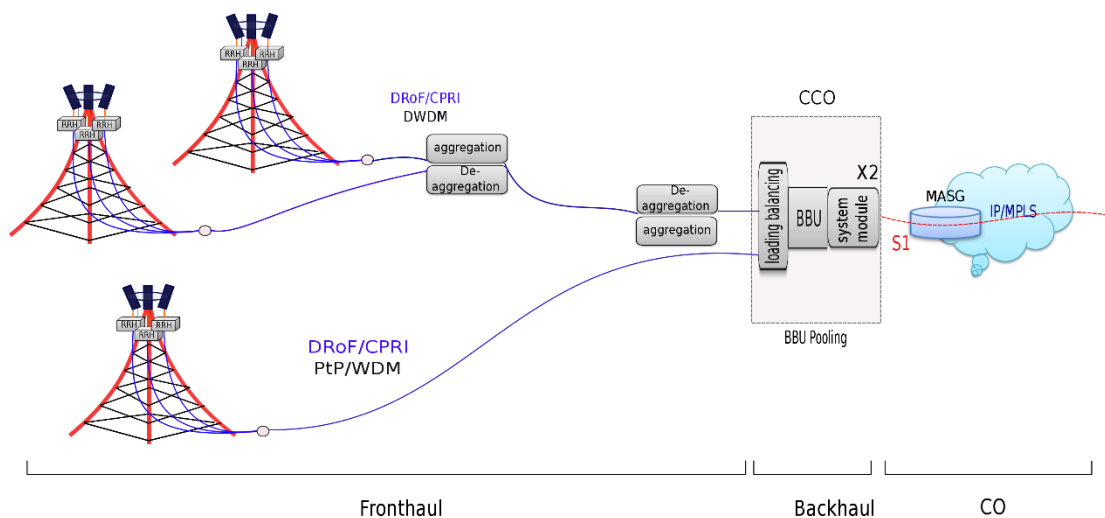 RRH
RRH
RRH
RRH
RRH
RRH
DRoF/CPRI
DWDM
aggregation
De-
aggregation
De-
aggregation
aggregation
CCO
loading balancing
BBU
system
module
X2
BBU Pooling
S1
MASG
IP/MPLS
RRH
RRH
RRH
DRoF/CPRI
PtP/WDM
Fronthaul
Backhaul
CO